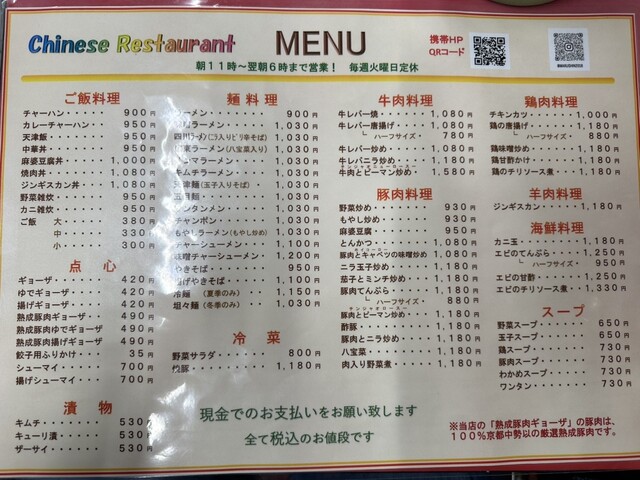 Chinese Restaurant
MENU
携帯HP
QRコード
朝11時～翌朝6時まで営業！ 毎週火曜日定休
ご飯料理
チャーハン・・・・・900円
カレーチャーハン・・950円
天津飯・・・・・・・950円
中華丼・・・・・・・950円
麻婆豆腐丼・・・・1,000円
焼肉丼・・・・・・1,080円
ジンギスカン丼・・1,080円
野菜雑炊・・・・・・950円
カニ雑炊・・・・・・950円
ご飯 大・・・・・・380円
中・・・・・・330円
小・・・・・・300円
点心
ギョーザ・・・・・・420円
ゆでギョーザ・・・・420円
揚げギョーザ・・・・420円
熟成豚肉ギョーザ・・490円
熟成豚肉ゆでギョーザ 490円
熟成豚肉揚げギョーザ 490円
餃子用ふりかけ・・・35円
シューマイ・・・・・700円
揚げシューマイ・・・700円
漬物
キムチ・・・・・・・530円
キューリ漬・・・・・530円
ザーサイ・・・・・・530円
麺料理
ラーメン・・・・・・900円
ラーメン・・・・・1,030円
四川ラーメン(こう入りピリ辛そば)1,030円
ラーメン(八宝菜入り)1,030円
ラーメン・・・・1,030円
キムチラーメン・・1,030円
天津麺(玉子入りそば)・1,030円
五目麺・・・・・・1,030円
タンタンメン・・・1,030円
チャンポン・・・・1,030円
もやしラーメン(もやし炒め)1,030円
チャーシューメン・1,100円
味噌チャーシューメン・1,200円
やきそば・・・・・・950円
揚げやきそば・・・1,100円
冷麺 (夏季のみ)・・1,150円
坦々麺(冬季のみ)・・1,030円
冷菜
野菜サラダ・・・・・800円
焼豚・・・・・・・1,180円
牛肉料理
牛レバー焼・・・・1,080円
牛レバー唐揚げ・・1,080円
└ ハーフサイズ・・780円
牛レバー炒め・・・1,080円
牛レバニラ炒め・・1,180円
チンジャオロースー
牛肉とピーマン炒め・1,580円
豚肉料理
野菜炒め・・・・・・930円
もやし炒め・・・・・930円
麻婆豆腐・・・・・・950円
とんかつ・・・・・1,080円
ホイコーロー
豚肉とキャベツの味噌炒め 1,080円
ニラ玉子炒め・・・1,180円
茄子とミンチ炒め・1,180円
豚肉てんぷら・・・1,180円
└ ハーフサイズ・・880円
チンジャオロース
豚肉とピーマン炒め・1,180円
酢豚・・・・・・・1,180円
豚肉とニラ炒め・・1,180円
八宝菜・・・・・・1,180円
肉入り野菜煮・・・1,180円
鶏肉料理
チキンカツ・・・・1,000円
鶏の唐揚げ・・・・1,180円
└ ハーフサイズ・・880円
鶏味噌炒め・・・・1,180円
鶏甘酢かけ・・・・1,180円
鶏のチリソース煮・1,180円
羊肉料理
ジンギスカン・・・1,180円
海鮮料理
カニ玉・・・・・・1,180円
エビのてんぷら・・1,250円
└ ハーフサイズ・・950円
エビの甘酢・・・・1,250円
エビのチリソース煮・1,330円
スープ
野菜スープ・・・・・650円
玉子スープ・・・・・650円
鶏スープ・・・・・・730円
豚肉スープ・・・・・730円
わかめスープ・・・・730円
ワンタン・・・・・・730円
現金でのお支払いをお願い致します
全て税込のお値段です
※当店の「熟成豚肉ギョーザ」の豚肉は、
100%京都中勢以の厳選熟成豚肉です。